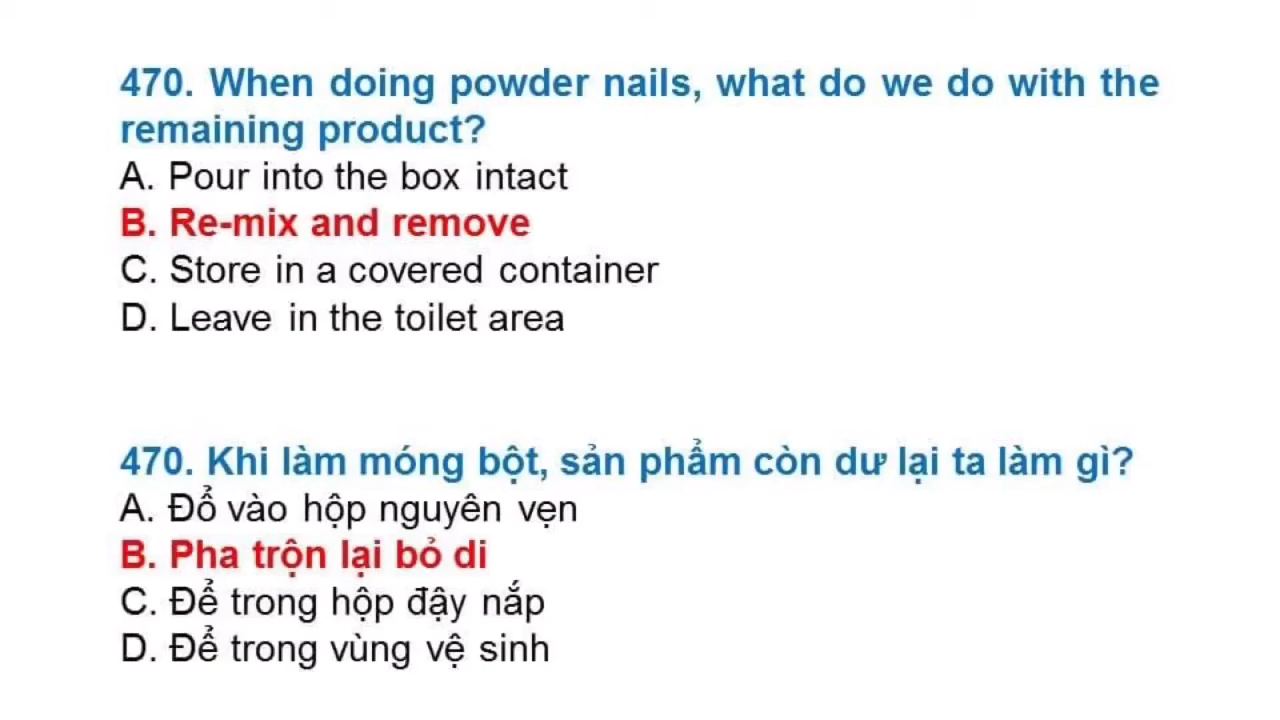 470. When doing powder nails, what do we do with the
remaining product?
A. Pour into the box intact
B. Re-mix and remove
C. Store in a covered container
D. Leave in the toilet area
470. Khi làm móng bột, sản phẩm còn dư lại ta làm gì?
A. Đổ vào hộp nguyên vẹn
B. Pha trộn lại bỏ di
C. Để trong hộp đậy nắp
D. Để trong vùng vệ sinh